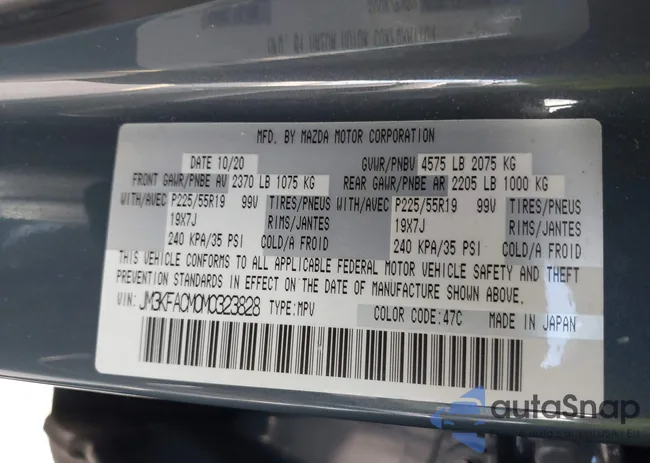 MFD. BY MAZDA MOTOR CORPORATION
DATE 10/20 GVWR/PNBV 4575 LB 2075 KG
FRONT GAWR/PNBE AV 2370 LB 1075 KG REAR GAWR/PNBE AR 2205 LB 1000 KG
WITH/AVEC P225/55R19 99V TIRES/PNEUS WITH/AVEC P225/55R19 99V TIRES/PNEUS
19X7J RIMS/JANTES 19X7J RIMS/JANTES
240 KPA/35 PSI COLD/A FROID 240 KPA/35 PSI COLD/A FROID
THIS VEHICLE CONFORMS TO ALL APPLICABLE FEDERAL MOTOR VEHICLE SAFETY AND THEFT
PREVENTION STANDARDS IN EFFECT ON THE DATE OF MANUFACTURE SHOWN ABOVE.
VIN: JM3KFACM0M0323828 TYPE:MPV COLOR CODE:47C MADE IN JAPAN
autaSnap